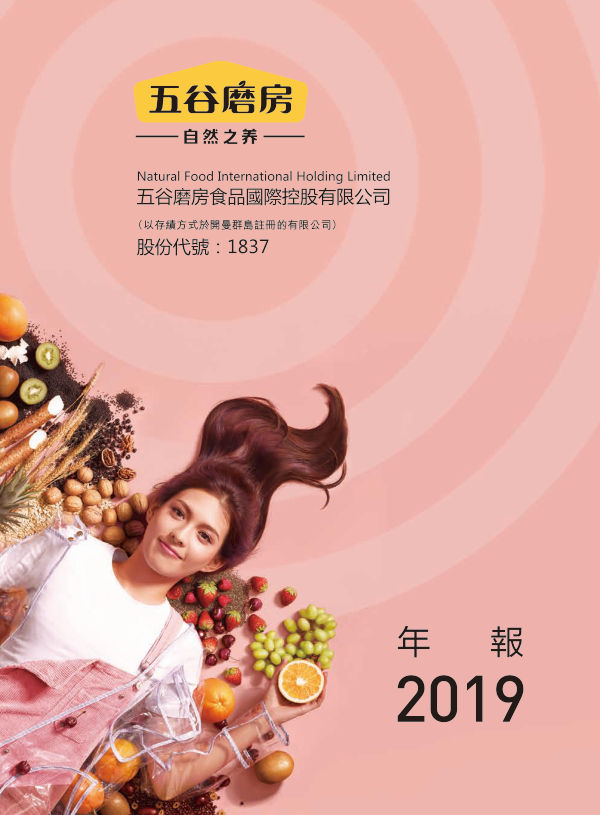 五谷磨房
自然之养
Natural Food International Holding Limited
五谷磨房食品國際控股有限公司
（以存續方式於開曼群島註冊的有限公司）
股份代號：1837
年報
2019